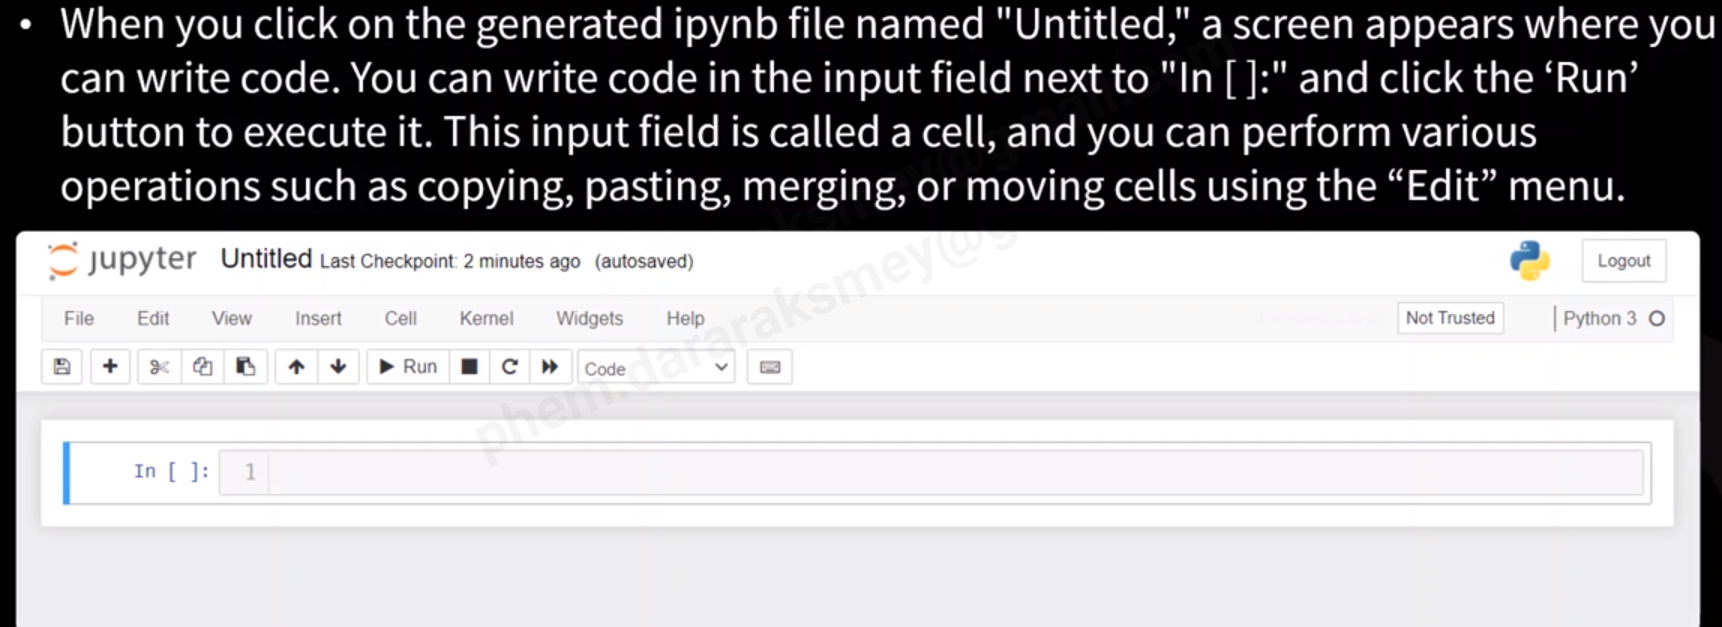 • When you click on the generated ipynb file named "Untitled," a screen appears where you
can write code. You can write code in the input field next to "In [ ]:" and click the ‘Run’
button to execute it. This input field is called a cell, and you can perform various
operations such as copying, pasting, merging, or moving cells using the “Edit” menu.
jupyter Untitled Last Checkpoint: 2 minutes ago (autosaved) Logout
File Edit View Insert Cell Kernel Widgets Help Not Trusted Python 3
Run Code
In [ ]: 1
phem.dararaksmey@g
ksmey@gmail.com